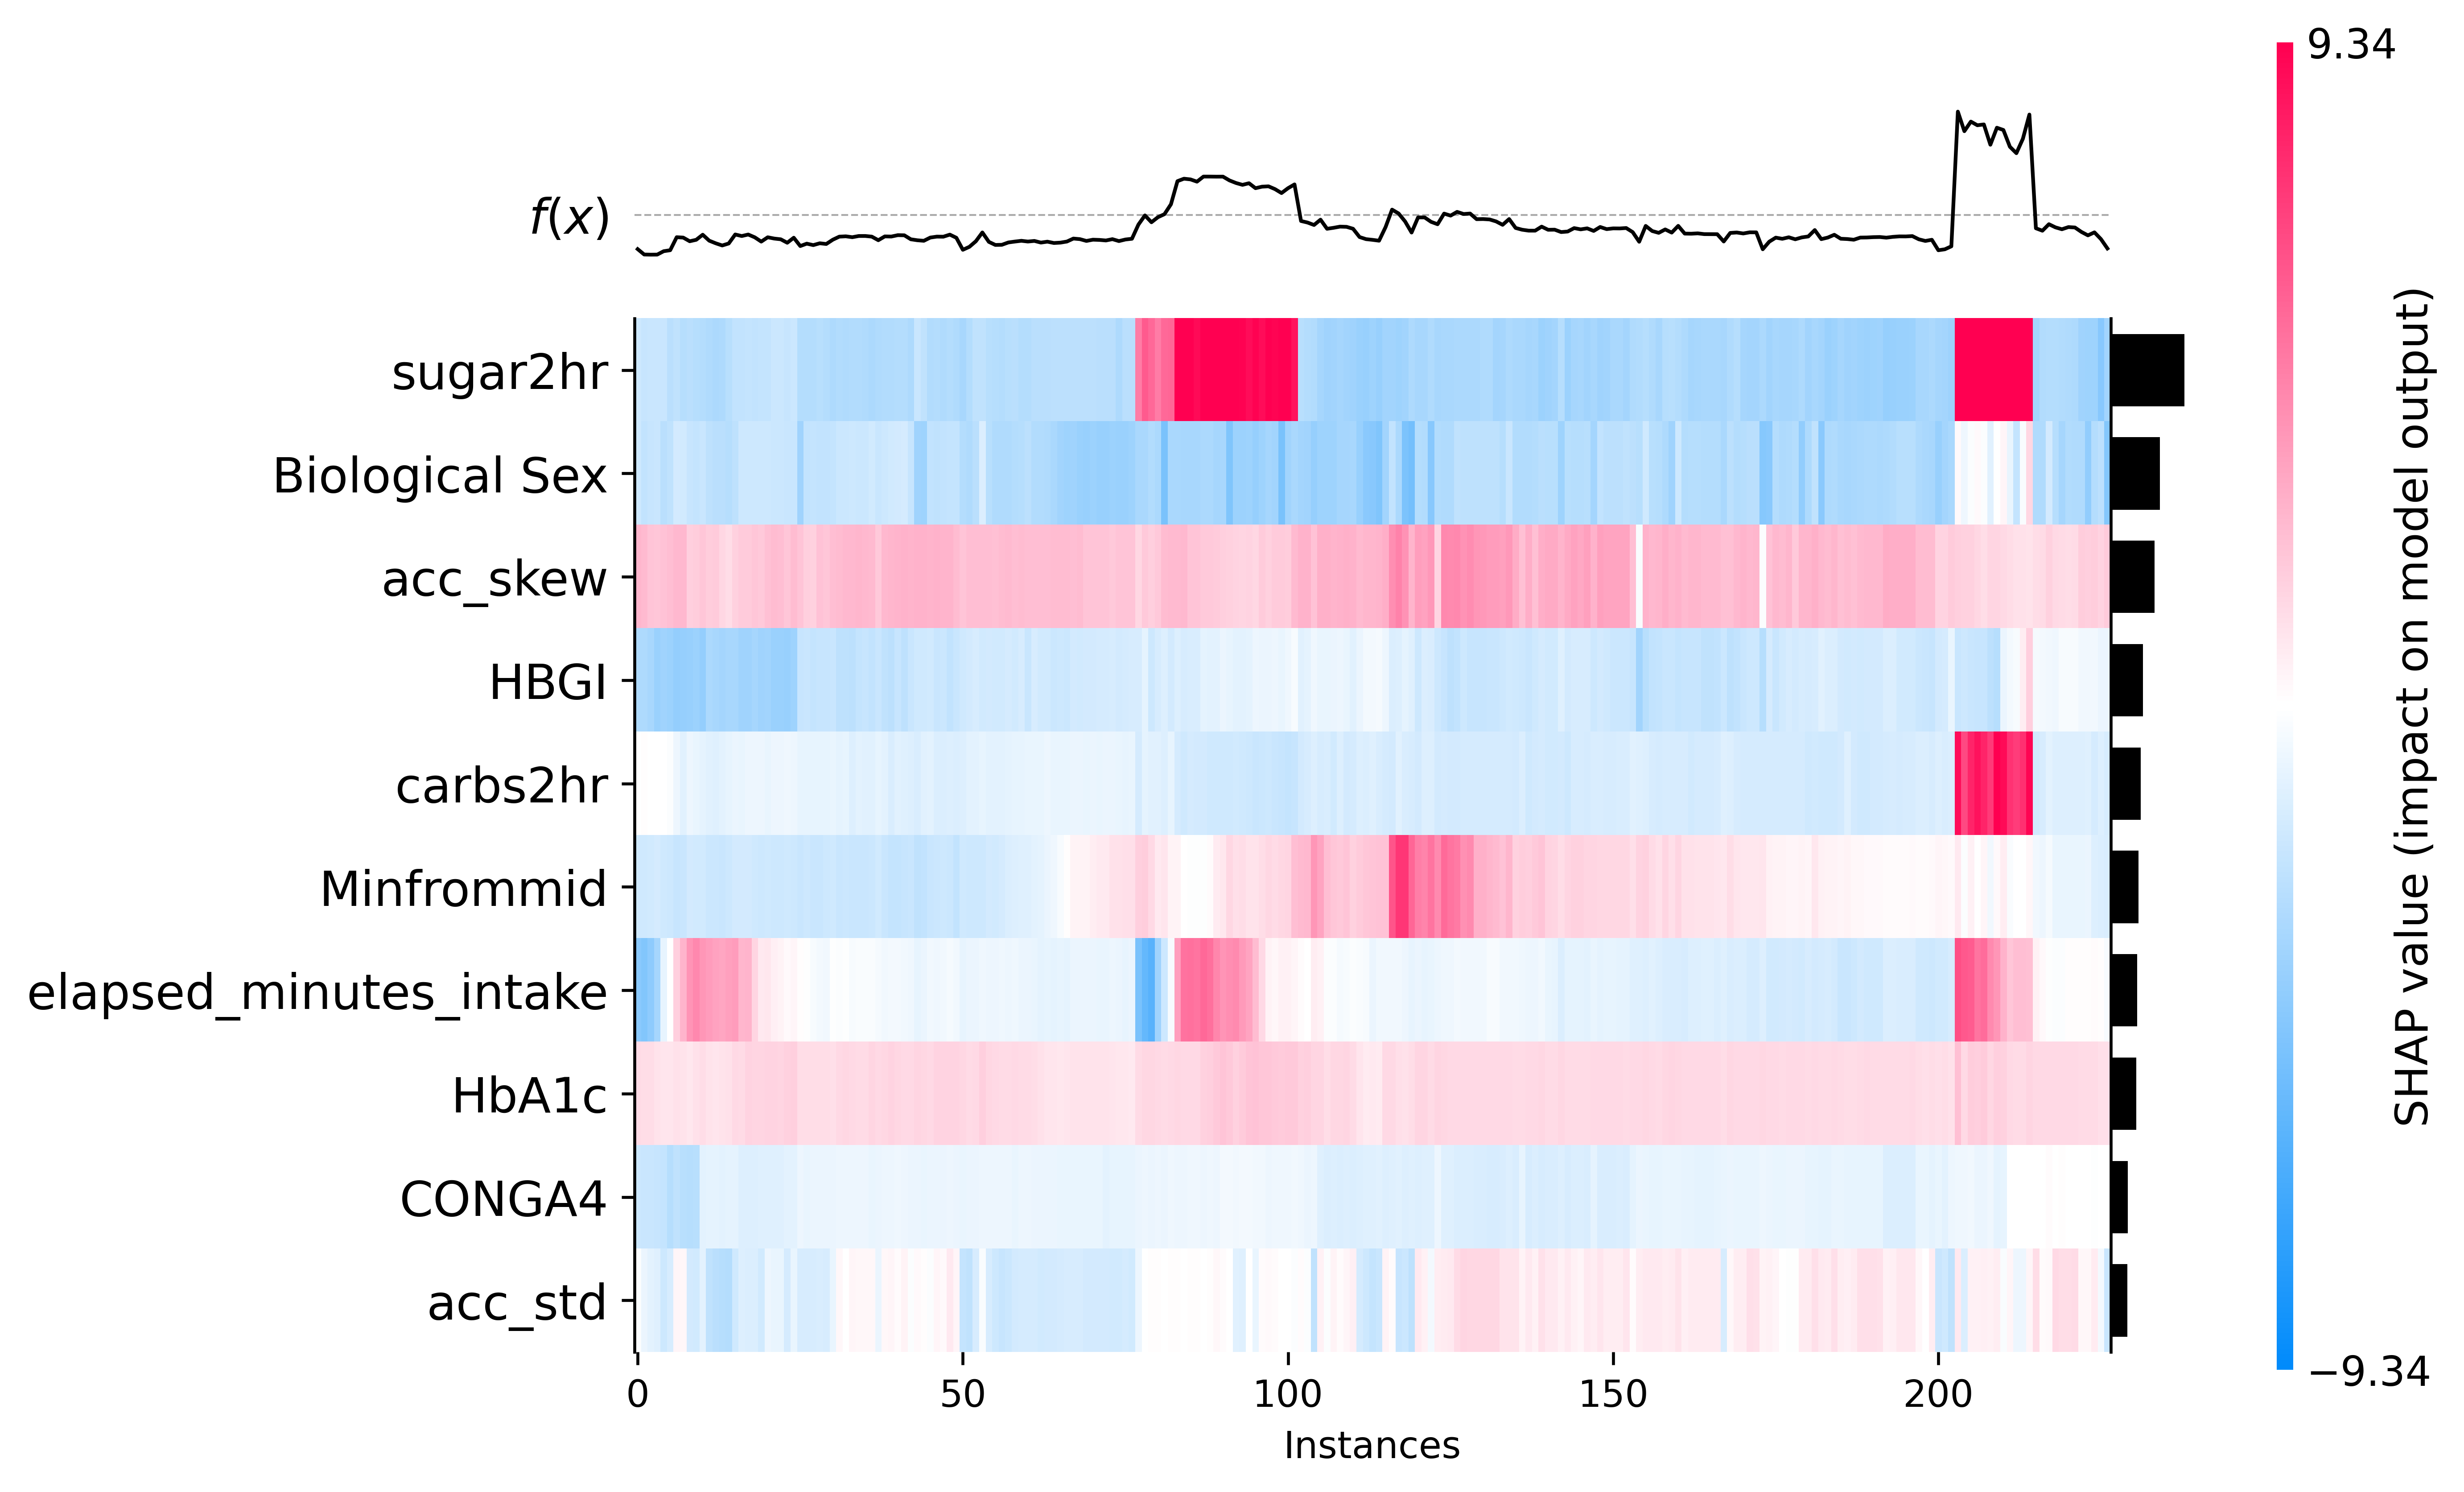 9.34
f(x)
sugar2hr
Biological Sex
acc_skew
HBGI
carbs2hr
Minfrommid
elapsed_minutes_intake
HbA1c
CONGA4
acc_std
0 50 100 150 200
Instances
SHAP value (impact on model output)
−9.34